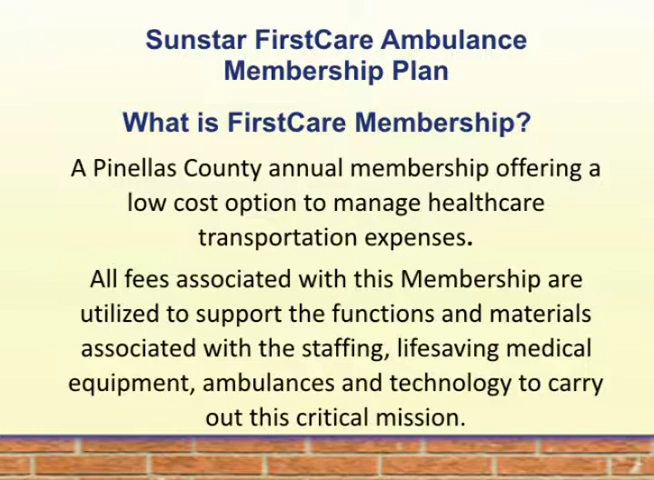 Sunstar FirstCare Ambulance
Membership Plan
What is FirstCare Membership?
A Pinellas County annual membership offering a
low cost option to manage healthcare
transportation expenses.
All fees associated with this Membership are
utilized to support the functions and materials
associated with the staffing, lifesaving medical
equipment, ambulances and technology to carry
out this critical mission.